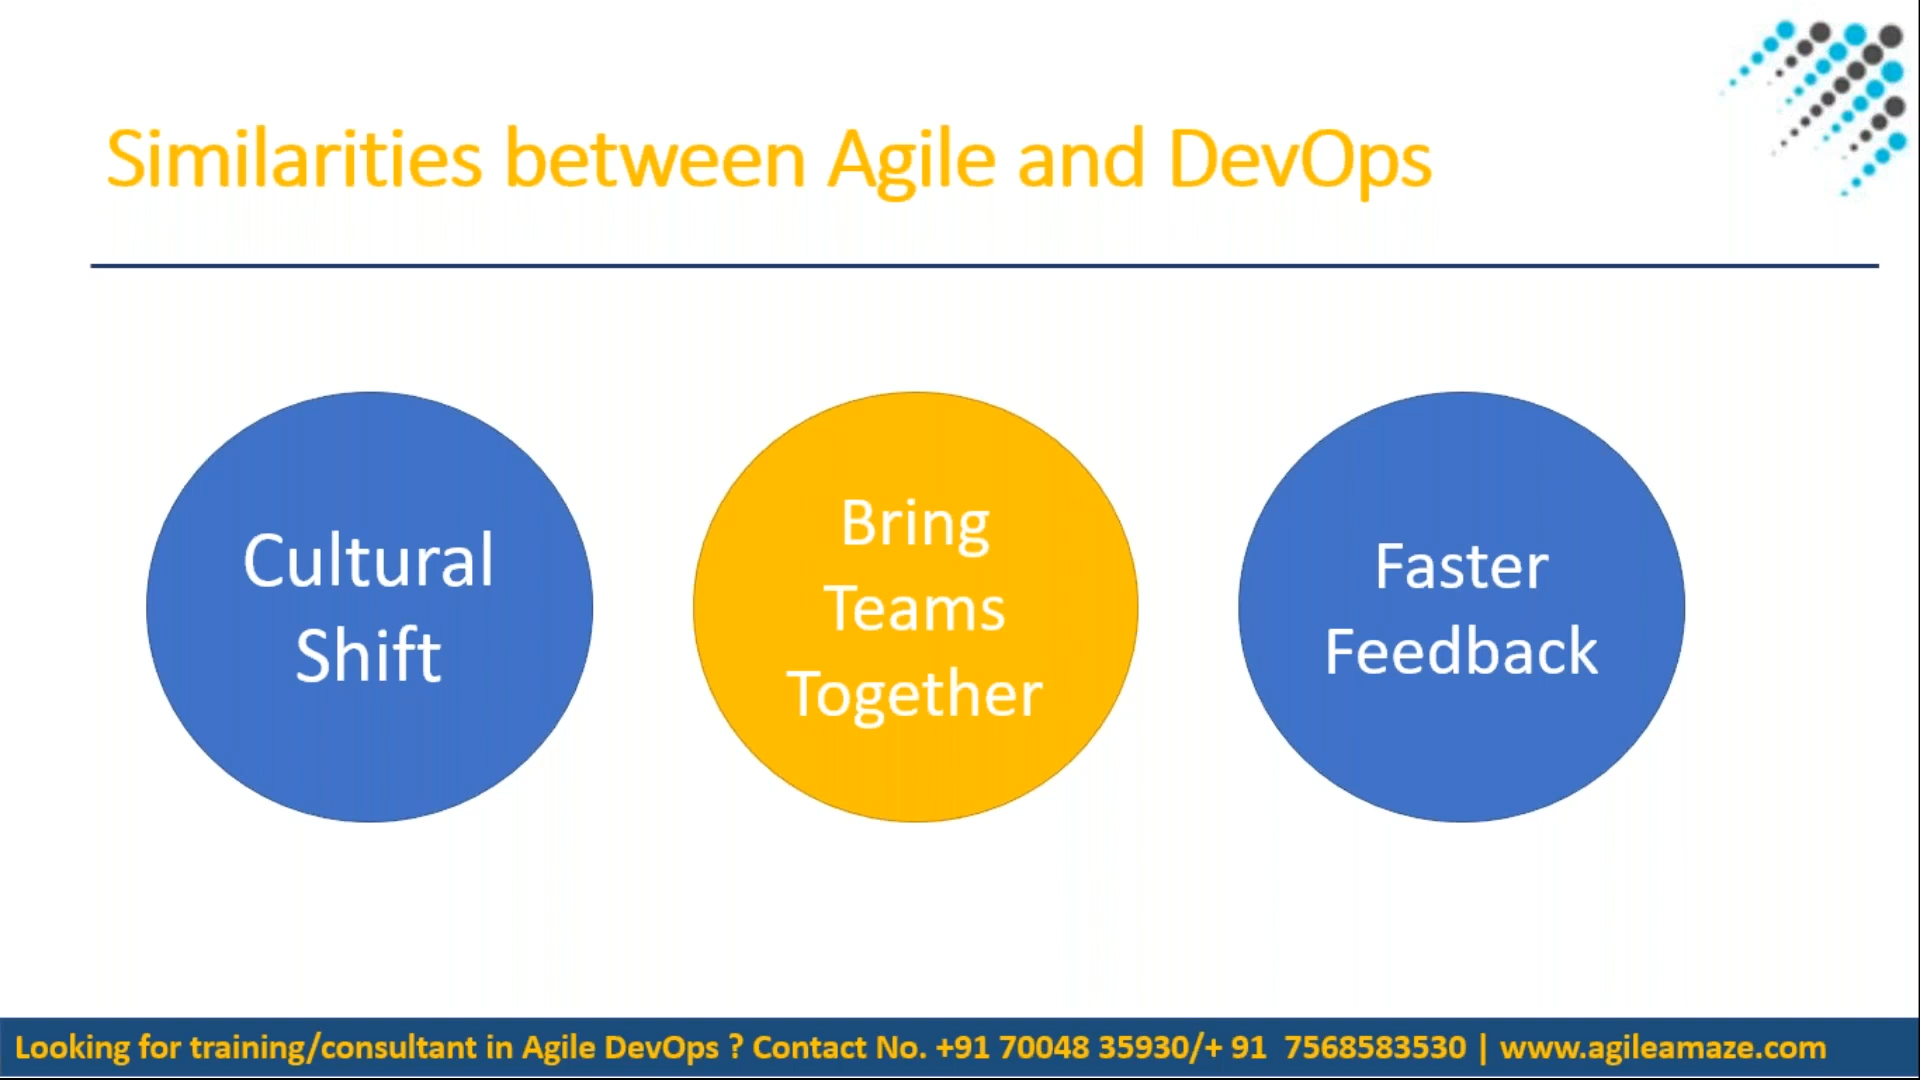 Similarities between Agile and DevOps
Cultural
Shift
Bring
Teams
Together
Faster
Feedback
Looking for training/consultant in Agile DevOps ? Contact No. +91 70048 35930/+ 91  7568583530 | www.agileamaze.com